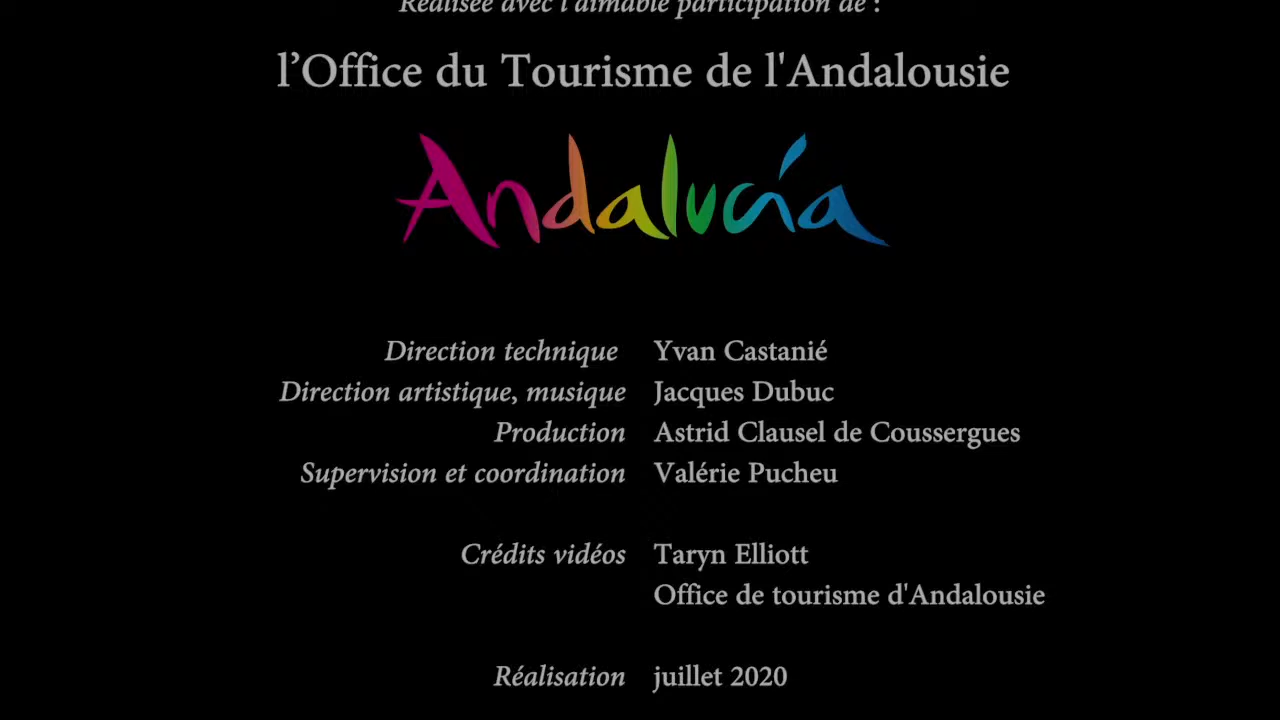 Réalisée avec l'aimable participation de :
l’Office du Tourisme de l'Andalousie
Andalucía
Direction technique Yvan Castanié
Direction artistique, musique Jacques Dubuc
Production Astrid Clausel de Coussergues
Supervision et coordination Valérie Pucheu
Crédits vidéos Taryn Elliott
Office de tourisme d'Andalousie
Réalisation juillet 2020